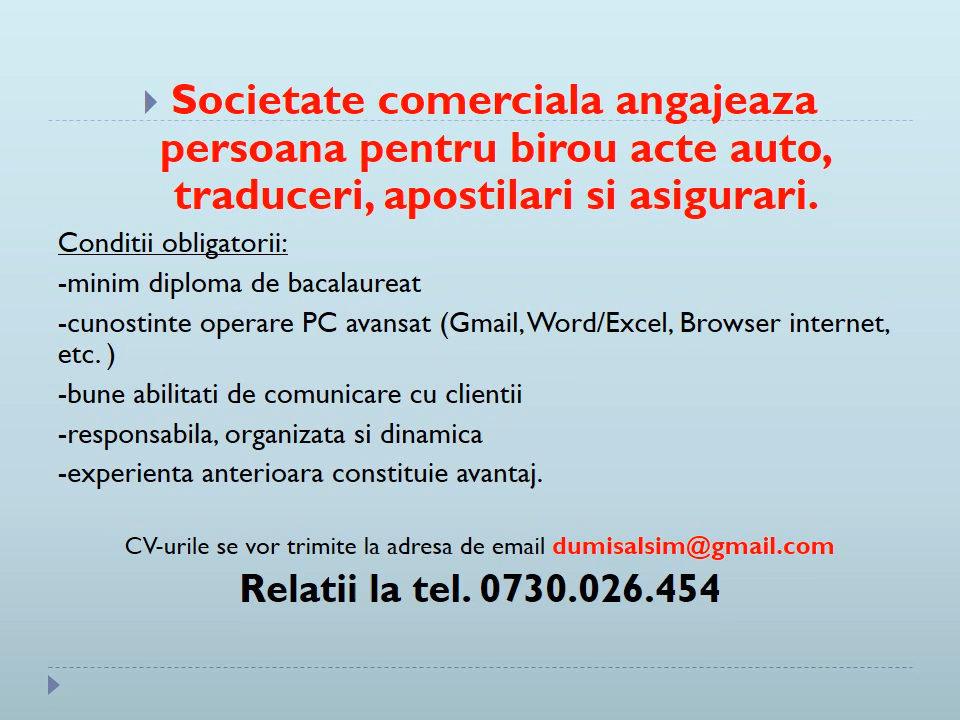 Societate comerciala angajeaza
persoana pentru birou acte auto,
traduceri, apostilari si asigurari.
Conditii obligatorii:
-minim diploma de bacalaureat
-cunostinte operare PC avansat (Gmail, Word/Excel, Browser internet,
etc. )
-bune abilitati de comunicare cu clientii
-responsabila, organizata si dinamica
-experienta anterioara constituie avantaj.
CV-urile se vor trimite la adresa de email dumisalsim@gmail.com
Relatii la tel. 0730.026.454